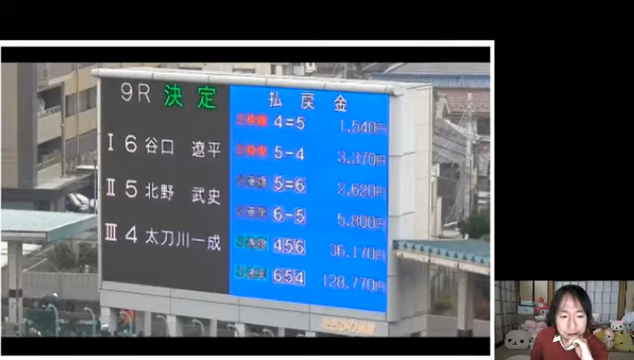 9R 決定
Ⅰ 6 谷口 遼平
Ⅱ 5 北野 武史
Ⅲ 4 太刀川一成
払戻金
4=5 1,540円
5-4 3,370円
5=6 2,620円
6-5 5,800円
456 36,170円
654 128,770円